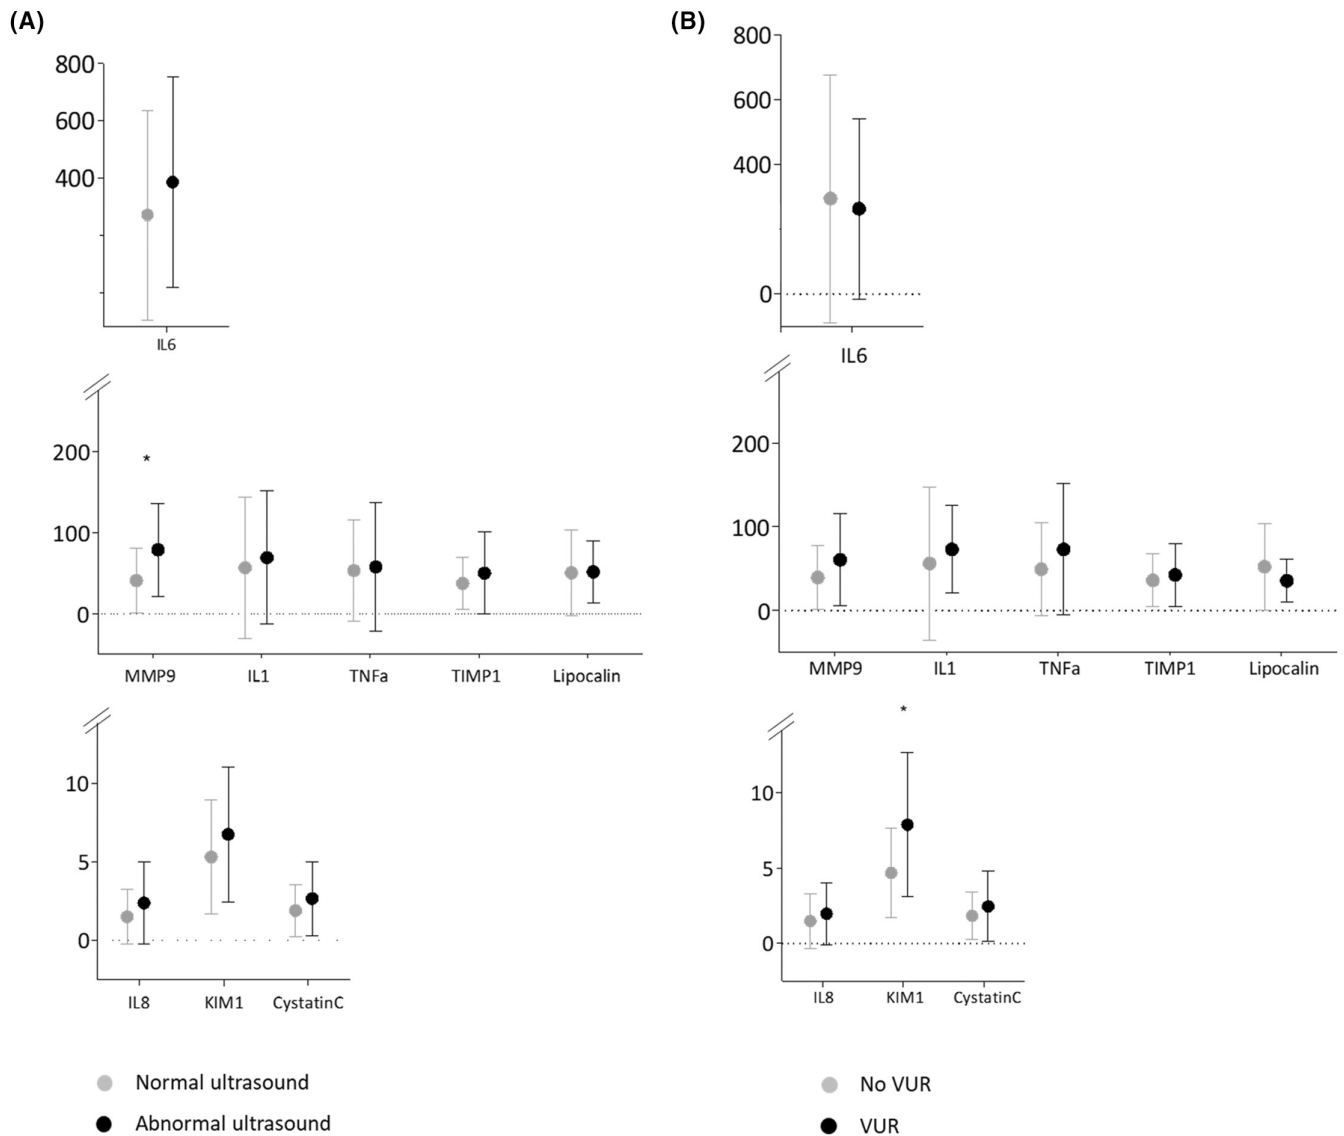 (A)
800
600
400
IL6
200
*
100
0
MMP9 IL1 TNFa TIMP1 Lipocalin
10
5
0
IL8 KIM1 CystatinC
Normal ultrasound
Abnormal ultrasound
(B)
800
600
400
0
IL6
200
100
0
MMP9 IL1 TNFa TIMP1 Lipocalin
*
10
5
0
IL8 KIM1 CystatinC
No VUR
VUR